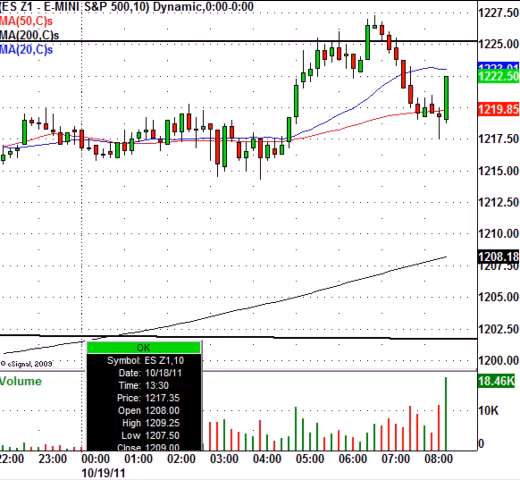 (ES Z1 - E-MINI S&P 500,10) Dynamic,0:00-0:00
MA(50,C)s
MA(200,C)s
MA(20,C)s
1227.50
1225.00
1222.50
1219.85
1217.50
1215.00
1212.50
1210.00
1208.18
1207.50
1205.00
1202.50
1200.00
© eSignal, 2009
OK
Symbol: ES Z1,10
Date: 10/18/11
Time: 13:30
Price: 1217.35
Open 1208.00
High 1209.25
Low 1207.50
Close 1209.00
Volume
18.46K
10K
0
22:00 23:00 00:00 01:00 02:00 03:00 04:00 05:00 06:00 07:00 08:00
10/19/11